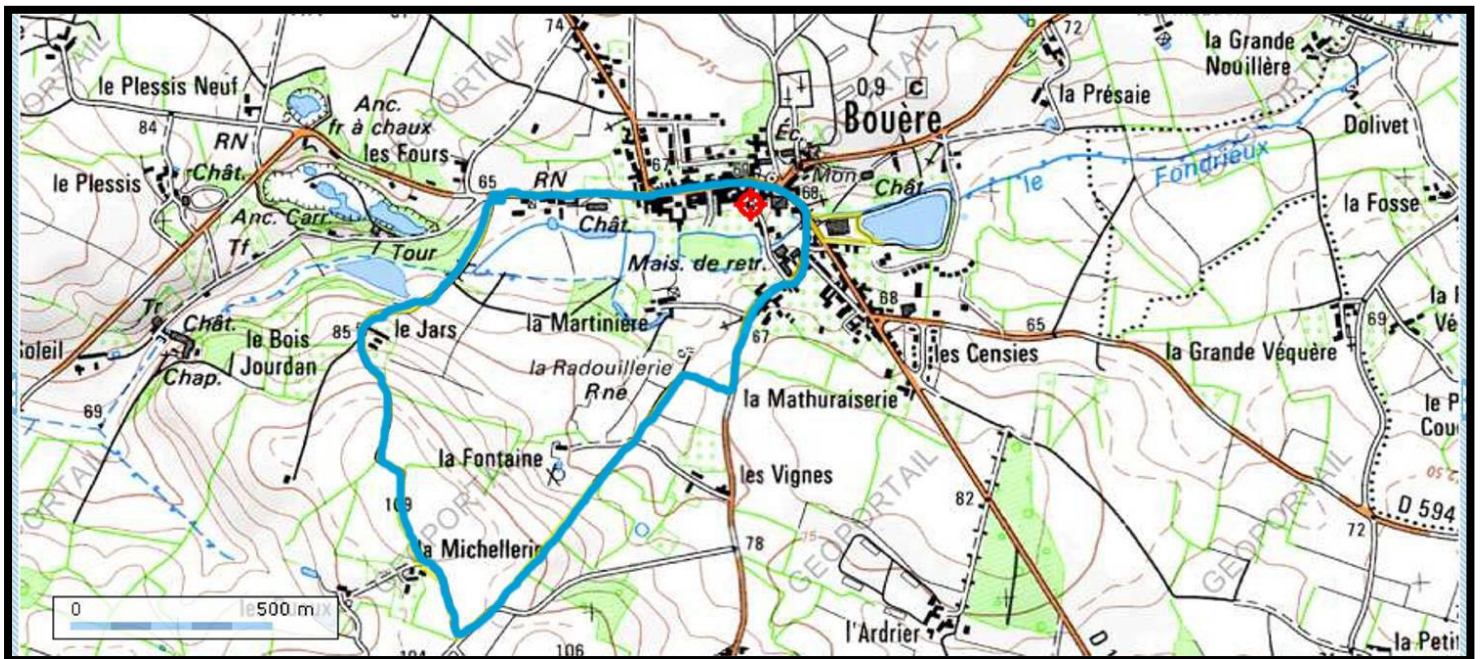 74
72
la Grande
Nouillère
le Plessis Neuf
Anc.
fr à chaux
0,9 C
la Présaie
Bouère
84
RN
les Fours
Éc.
Dolivet
67
le Plessis
Chât.
65
RN
68
Mon
Chât.
le Fondrieux
la Fosse
Anc. Carr.
Chât.
Tf
Tour
Mais. de retr.
Tr
Chât.
le Bois
Jourdan
85
le Jars
la Martinière
68
65
69
Soleil
Chap.
67
les Censies
la Grande Véquère
la Radouillerie
Rne
69
la Mathuraiserie
la Fontaine
les Vignes
82
D 594
109
72
la Michellerie
78
75
0
500 m
l'Ardrier
106
GEOPORTAIL
GEOPORTAIL
GEOPORTAIL
GEOPORTAIL
GEOPORTAIL
GEOPORTAIL